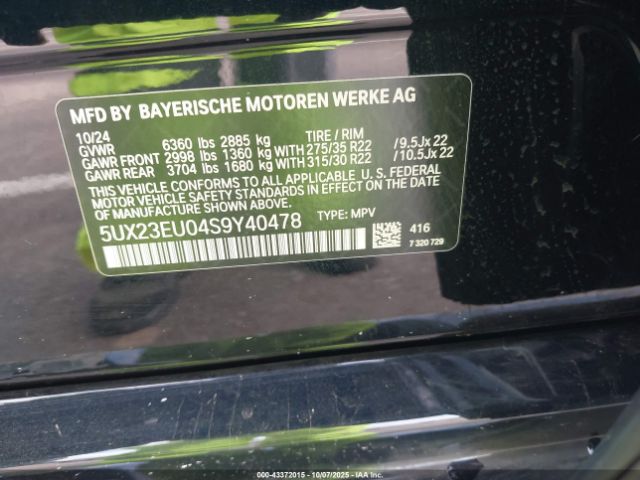 MFD BY BAYERISCHE MOTOREN WERKE AG
10/24
GVWR 6360 lbs 2885 kg TIRE / RIM
GAWR FRONT 2998 lbs 1360 kg WITH 275/35 R22 /9.5Jx 22
GAWR REAR 3704 lbs 1680 kg WITH 315/30 R22 /10.5Jx 22
THIS VEHICLE CONFORMS TO ALL APPLICABLE U. S. FEDERAL
MOTOR VEHICLE SAFETY STANDARDS IN EFFECT ON THE DATE OF
MANUFACTURE SHOWN ABOVE.
5UX23EU04S9Y40478 TYPE: MPV
416
7 320 729
000-43372015 - 10/07/2025 - IAA, Inc.